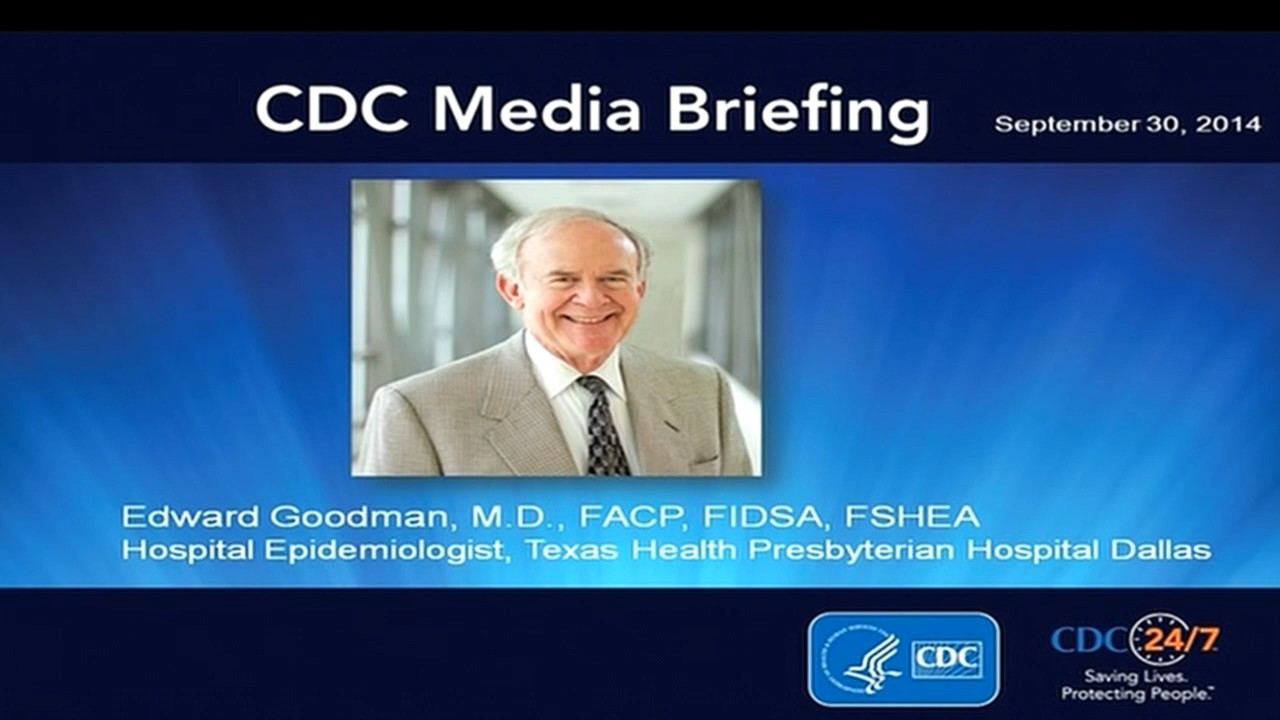 CDC Media Briefing
September 30, 2014
Edward Goodman, M.D., FACP, FIDSA, FSHEA
Hospital Epidemiologist, Texas Health Presbyterian Hospital Dallas
CDC
CDC 24/7
Saving Lives.
Protecting People.™